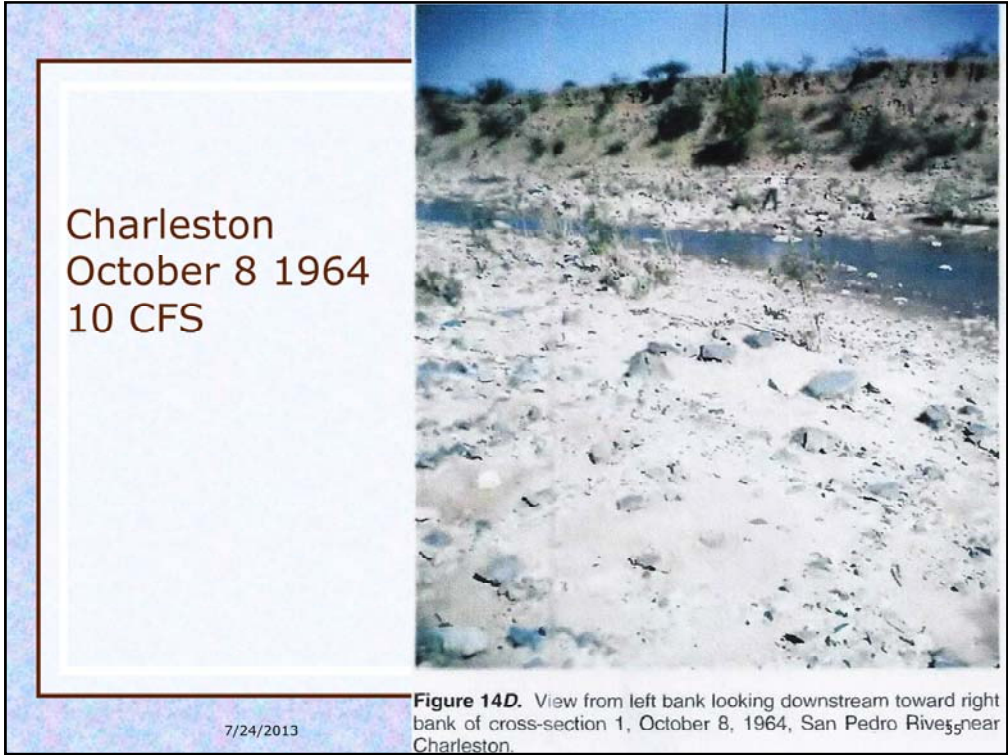 Charleston
October 8 1964
10 CFS
Figure 14D. View from left bank looking downstream toward right
bank of cross-section 1, October 8, 1964, San Pedro River near
Charleston.
7/24/2013
35